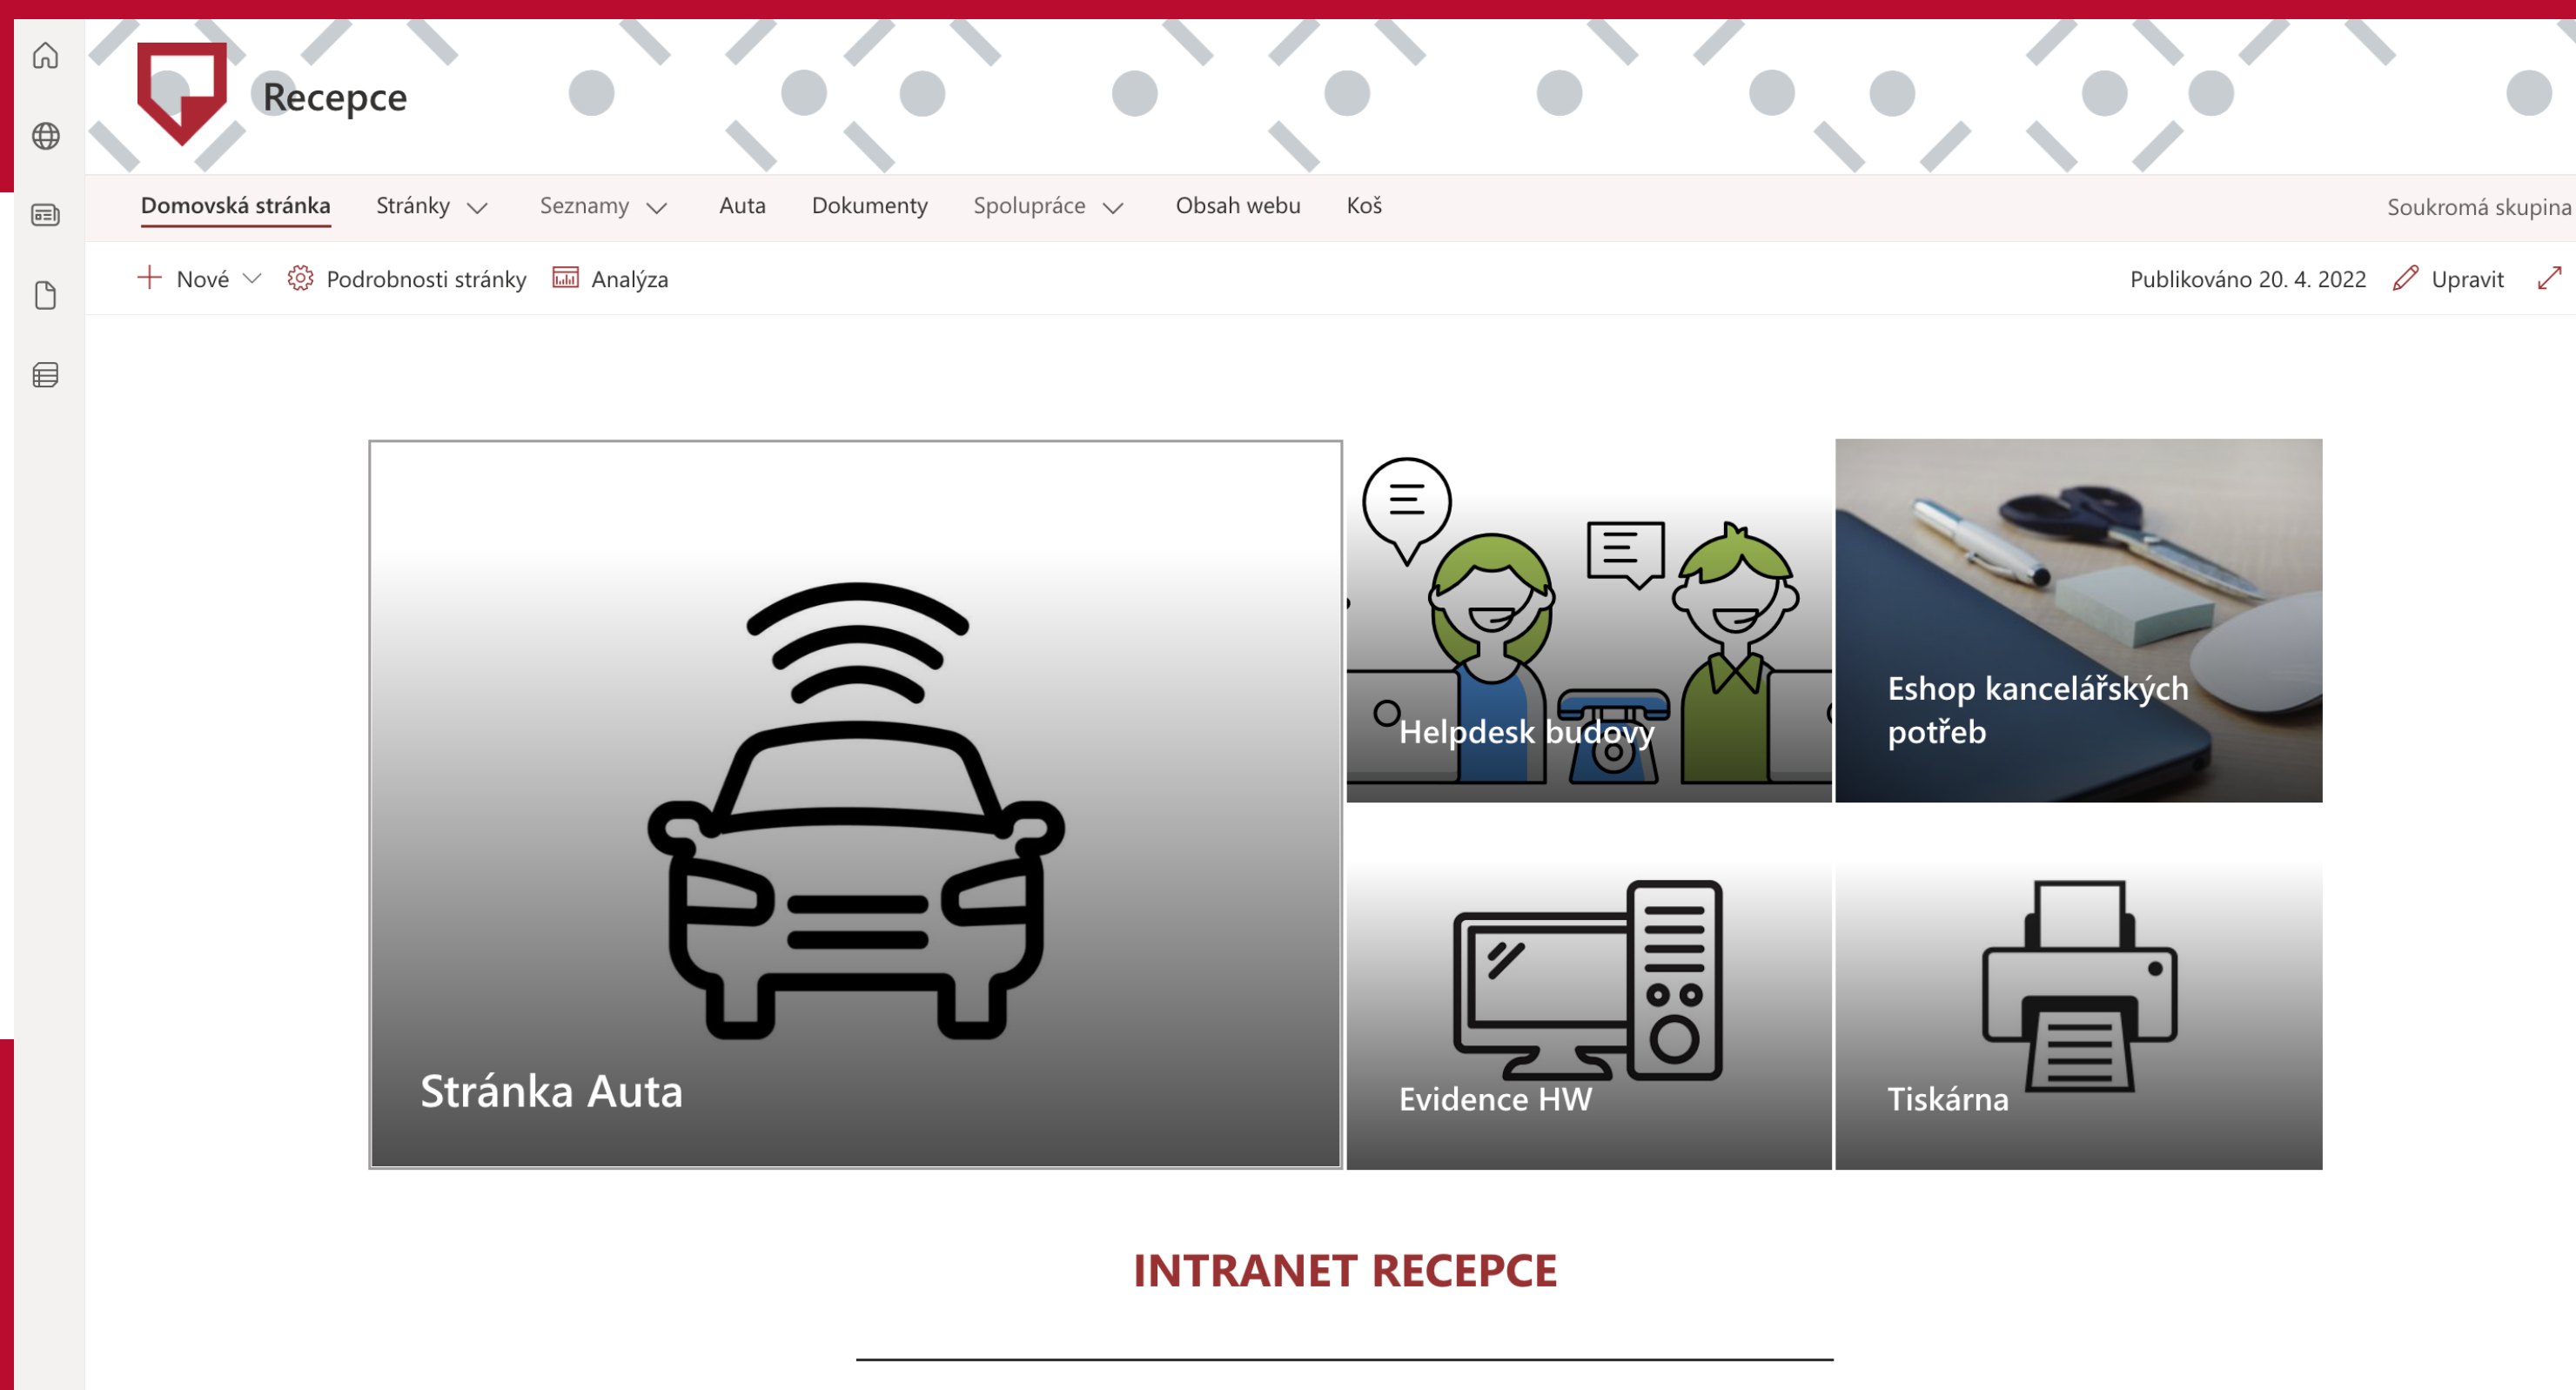 Recepce
Domovská stránka Stránky Seznamy Auta Dokumenty Spolupráce Obsah webu Koš Soukromá skupina
Nové Podrobnosti stránky Analýza Publikováno 20. 4. 2022 Upravit
Stránka Auta
Helpdesk budovy
Eshop kancelářských
potřeb
Evidence HW
Tiskárna
INTRANET RECEPCE